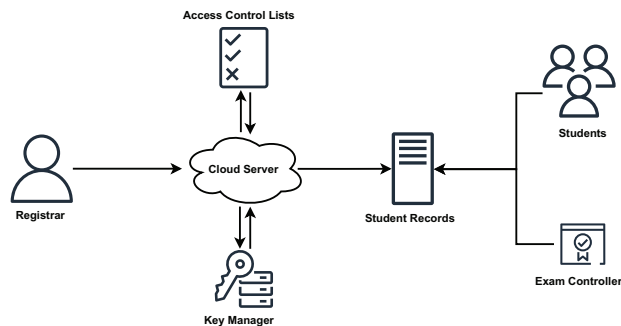 Access Control Lists
Students
Cloud Server
Registrar
Student Records
Exam Controller
Key Manager